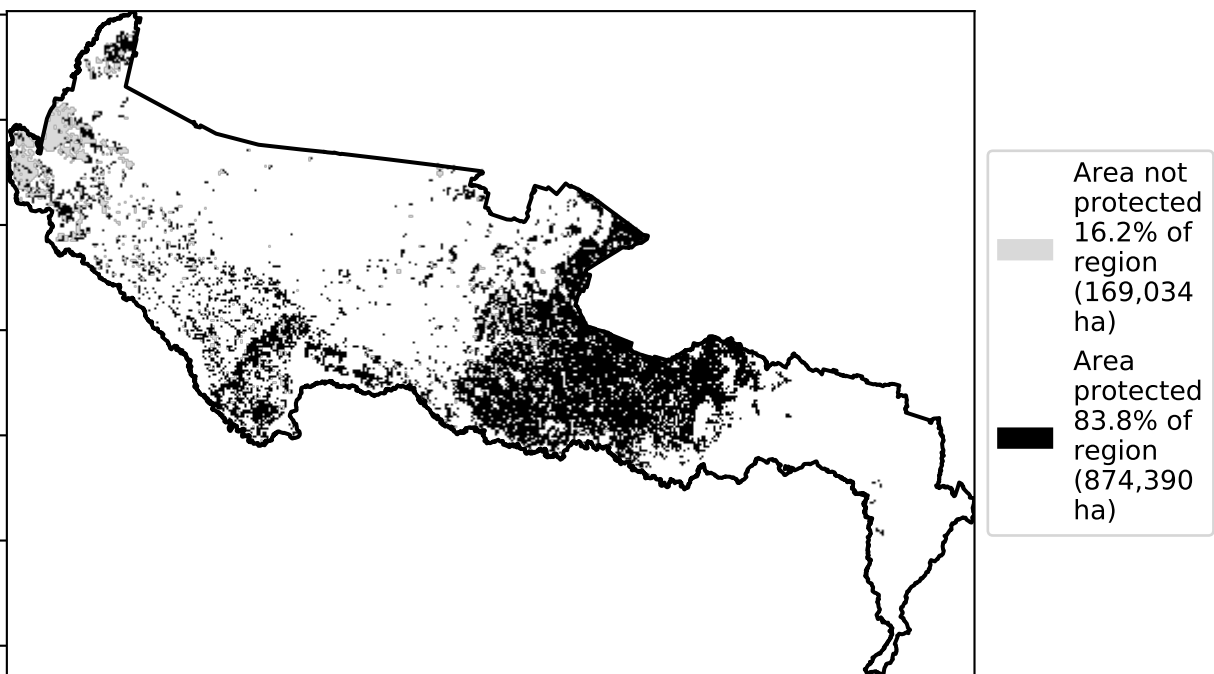 Area not
protected
16.2% of
region
(169,034
ha)
Area
protected
83.8% of
region
(874,390
ha)